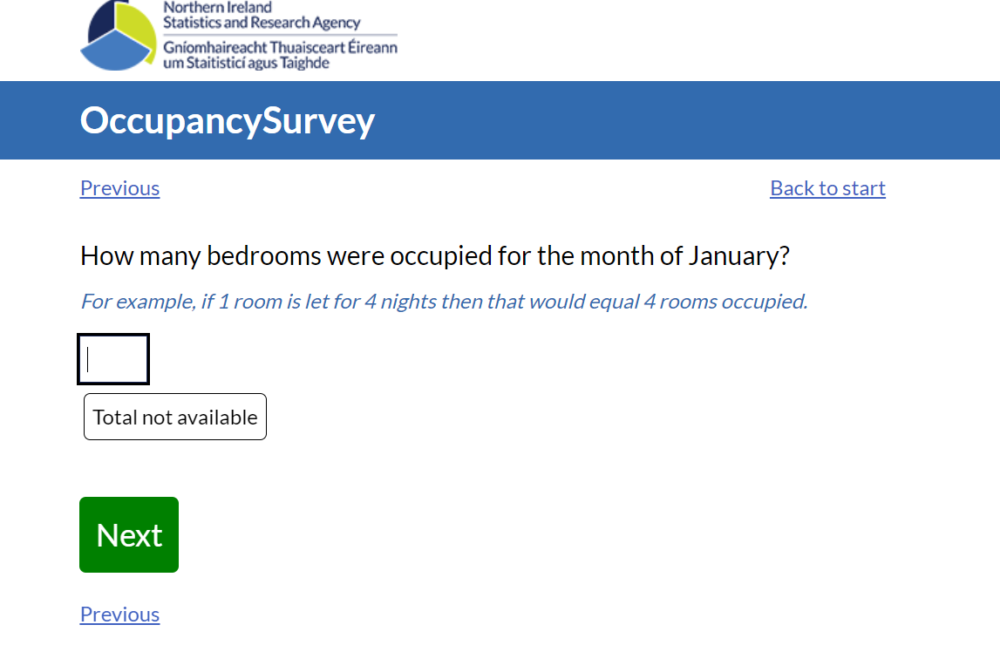 Northern Ireland
Statistics and Research Agency
Gníomhaireacht Thuaisceart Éireann
um Staitisticí agus Taighde
OccupancySurvey
Previous
Back to start
How many bedrooms were occupied for the month of January?
For example, if 1 room is let for 4 nights then that would equal 4 rooms occupied.
Total not available
Next
Previous